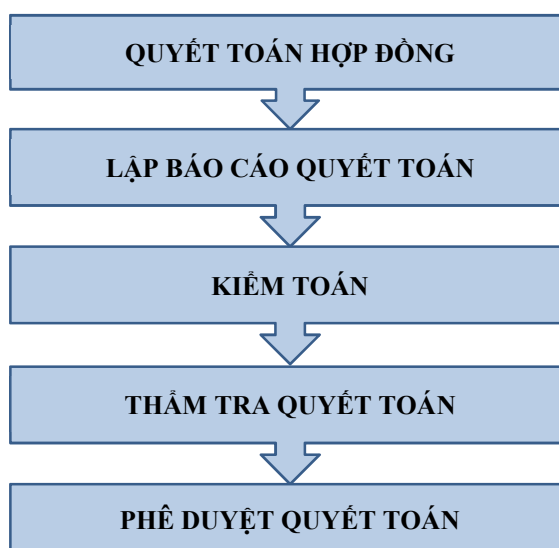 QUYẾT TOÁN HỢP ĐỒNG
LẬP BÁO CÁO QUYẾT TOÁN
KIỂM TOÁN
THẨM TRA QUYẾT TOÁN
PHÊ DUYỆT QUYẾT TOÁN